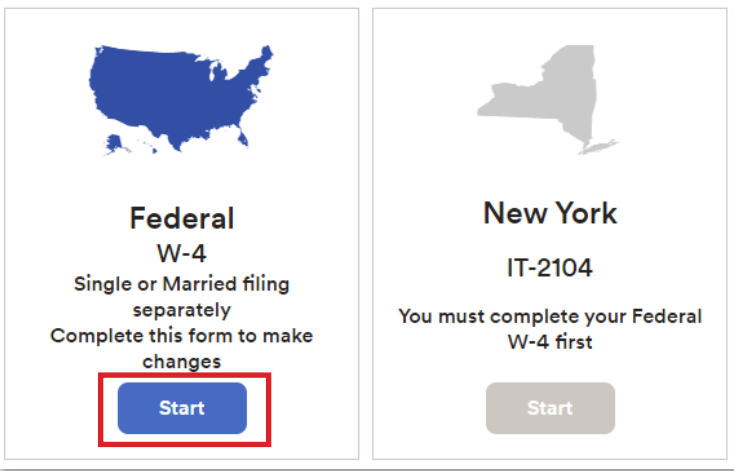 Federal
W-4
Single or Married filing
separately
Complete this form to make
changes
Start
New York
IT-2104
You must complete your Federal
W-4 first
Start